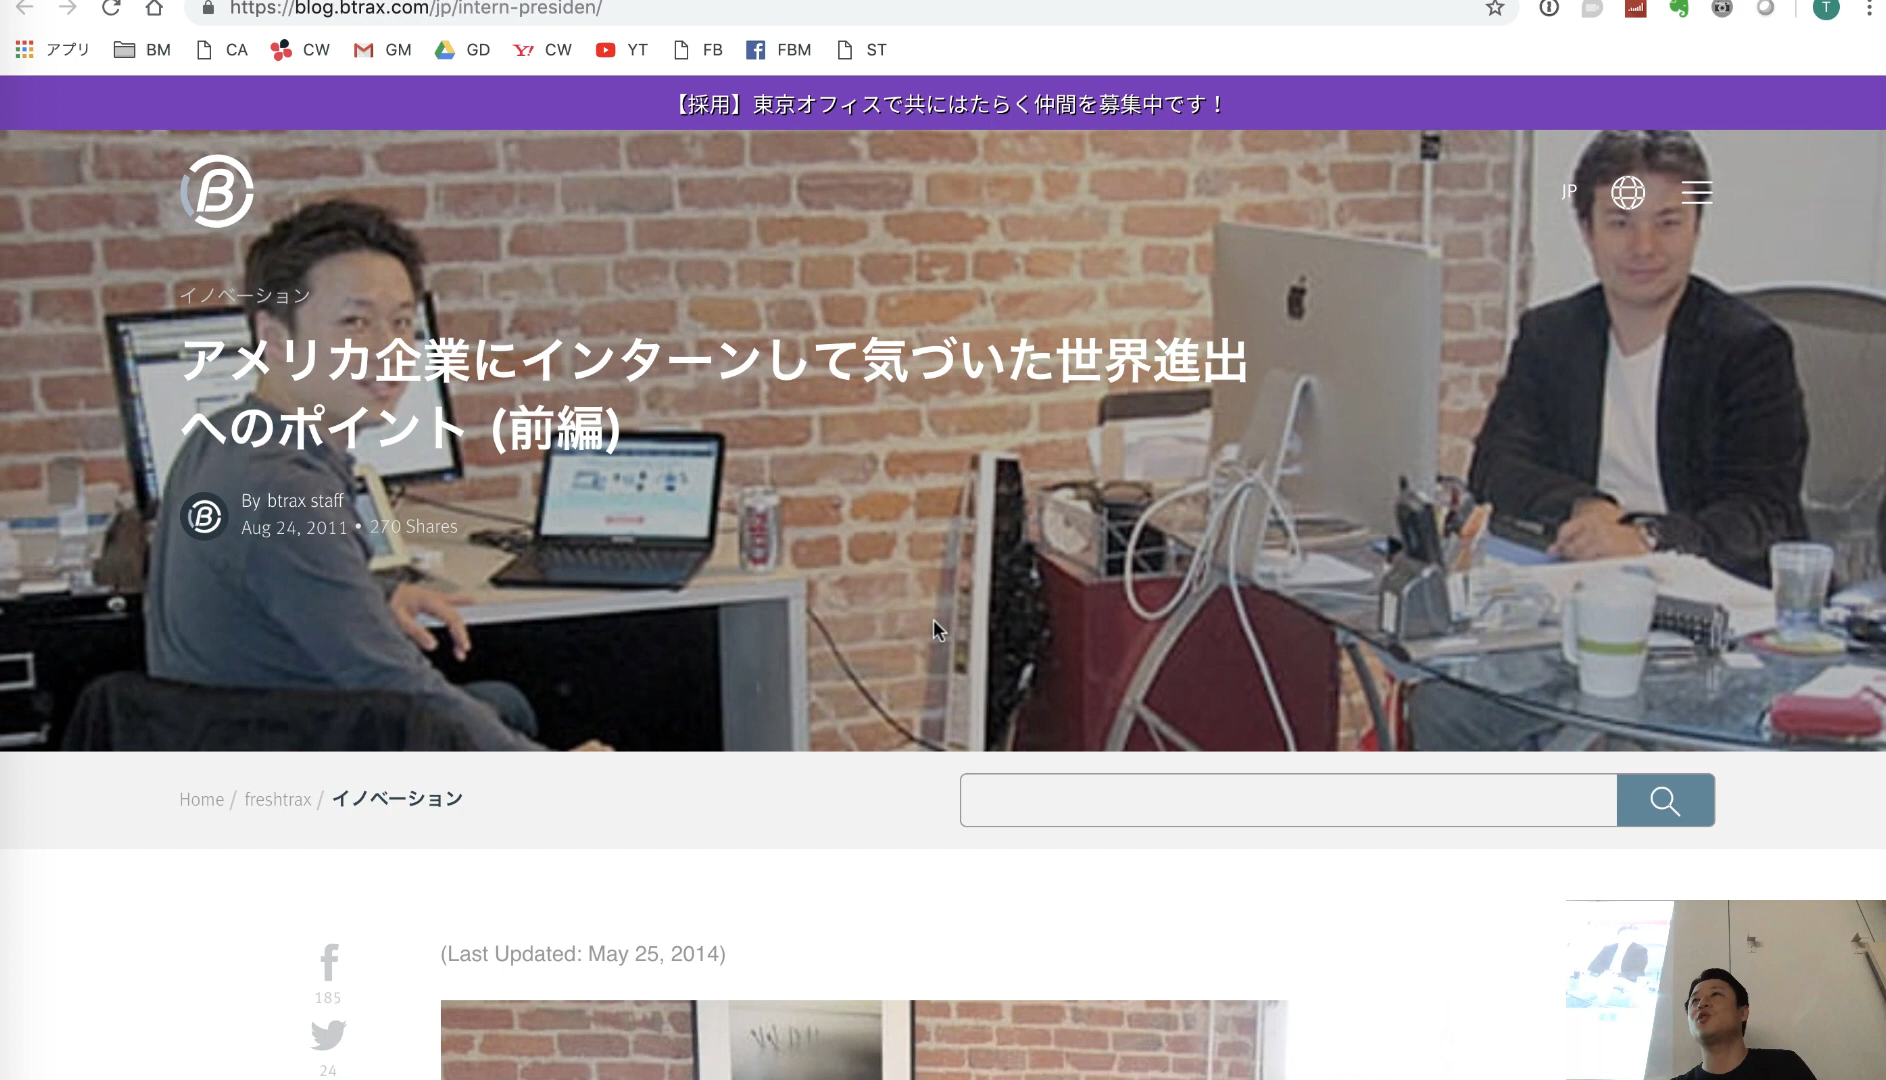 https://blog.btrax.com/jp/intern-presiden/
アプリ BM CA CW GM GD CW YT FB FBM ST
【採用】東京オフィスで共にはたらく仲間を募集中です！
JP
イノベーション
アメリカ企業にインターンして気づいた世界進出
へのポイント (前編)
By btrax staff
Aug 24, 2011 • 270 Shares
Home / freshtrax / イノベーション
(Last Updated: May 25, 2014)
185
24